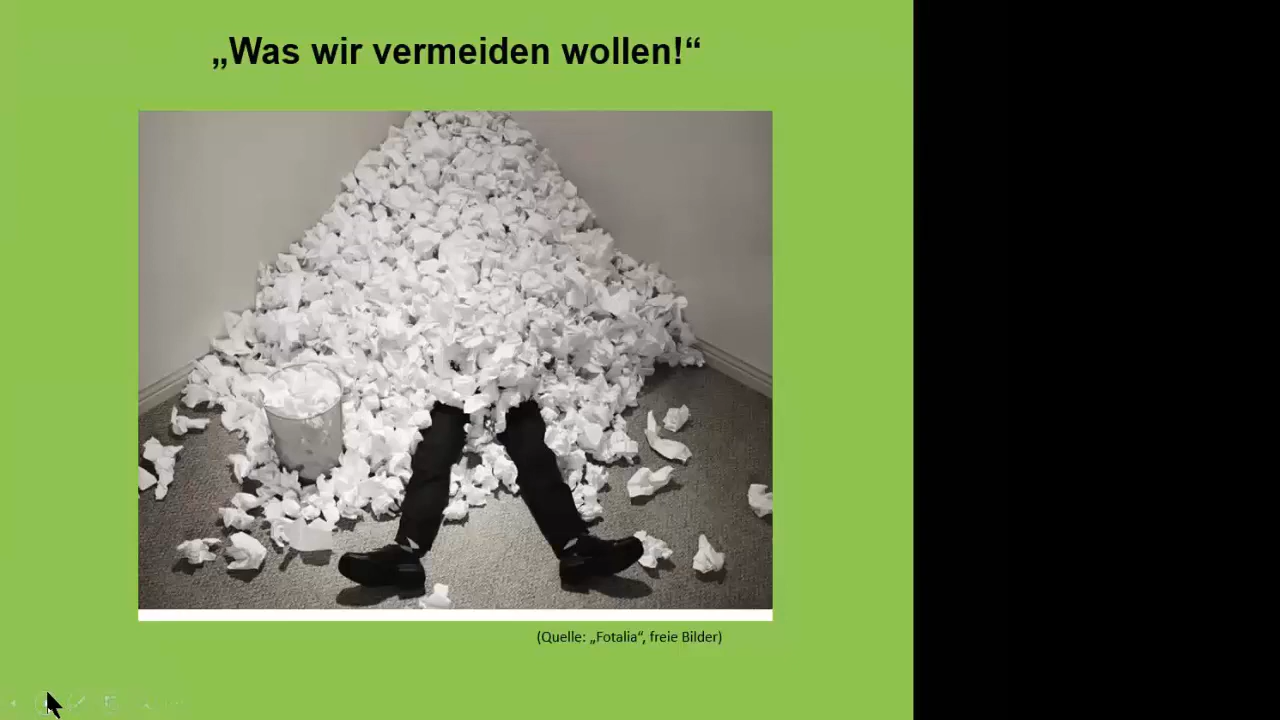 „Was wir vermeiden wollen!“
(Quelle: „Fotalia“, freie Bilder)